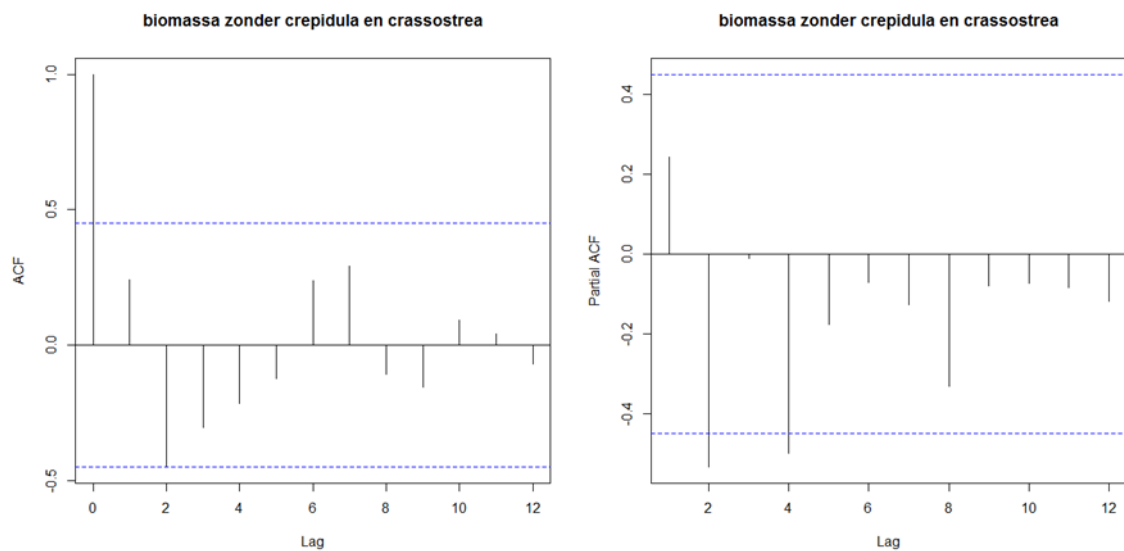 biomassa zonder crepidula en crassostrea
1.0
0.5
0.0
-0.5
ACF
0 2 4 6 8 10 12
Lag
biomassa zonder crepidula en crassostrea
0.4
0.2
0.0
-0.2
-0.4
Partial ACF
2 4 6 8 10 12
Lag